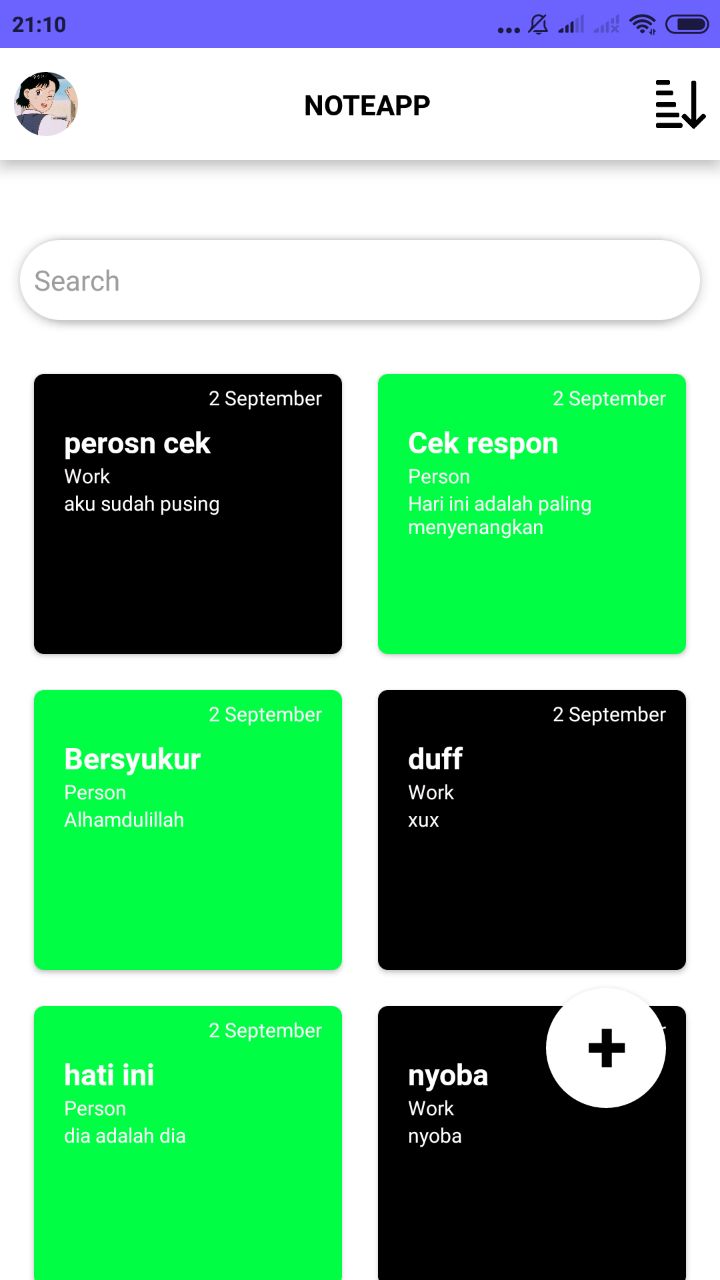 21:10
NOTEAPP
Search
2 September
perosn cek
Work
aku sudah pusing
2 September
Cek respon
Person
Hari ini adalah paling
menyenangkan
2 September
Bersyukur
Person
Alhamdulillah
2 September
duff
Work
xux
2 September
hati ini
Person
dia adalah dia
nyoba
Work
nyoba